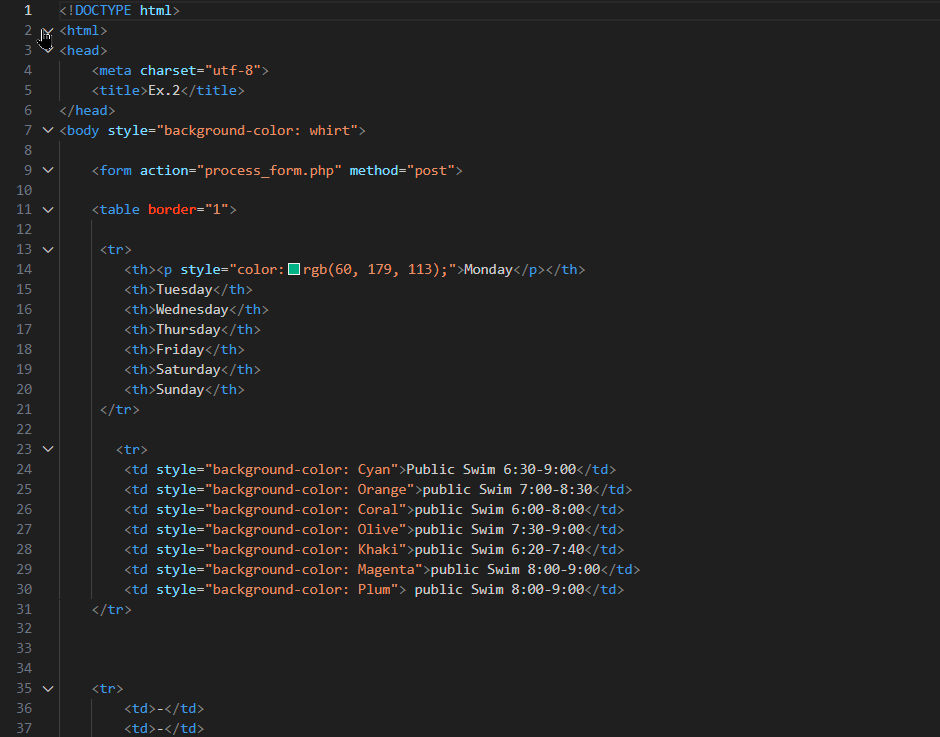 1 <!DOCTYPE html>
2 <html>
3 <head>
4 <meta charset="utf-8">
5 <title>Ex.2</title>
6 </head>
7 <body style="background-color: whirt">
8
9 <form action="process_form.php" method="post">
10
11 <table border="1">
12
13 <tr>
14 <th><p style="color:rgb(60, 179, 113);">Monday</p></th>
15 <th>Tuesday</th>
16 <th>Wednesday</th>
17 <th>Thursday</th>
18 <th>Friday</th>
19 <th>Saturday</th>
20 <th>Sunday</th>
21 </tr>
22
23 <tr>
24 <td style="background-color: Cyan">Public Swim 6:30-9:00</td>
25 <td style="background-color: Orange">public Swim 7:00-8:30</td>
26 <td style="background-color: Coral">public Swim 6:00-8:00</td>
27 <td style="background-color: Olive">public Swim 7:30-9:00</td>
28 <td style="background-color: Khaki">public Swim 6:20-7:40</td>
29 <td style="background-color: Magenta">public Swim 8:00-9:00</td>
30 <td style="background-color: Plum"> public Swim 8:00-9:00</td>
31 </tr>
32
33
34
35 <tr>
36 <td>-</td>
37 <td>-</td>